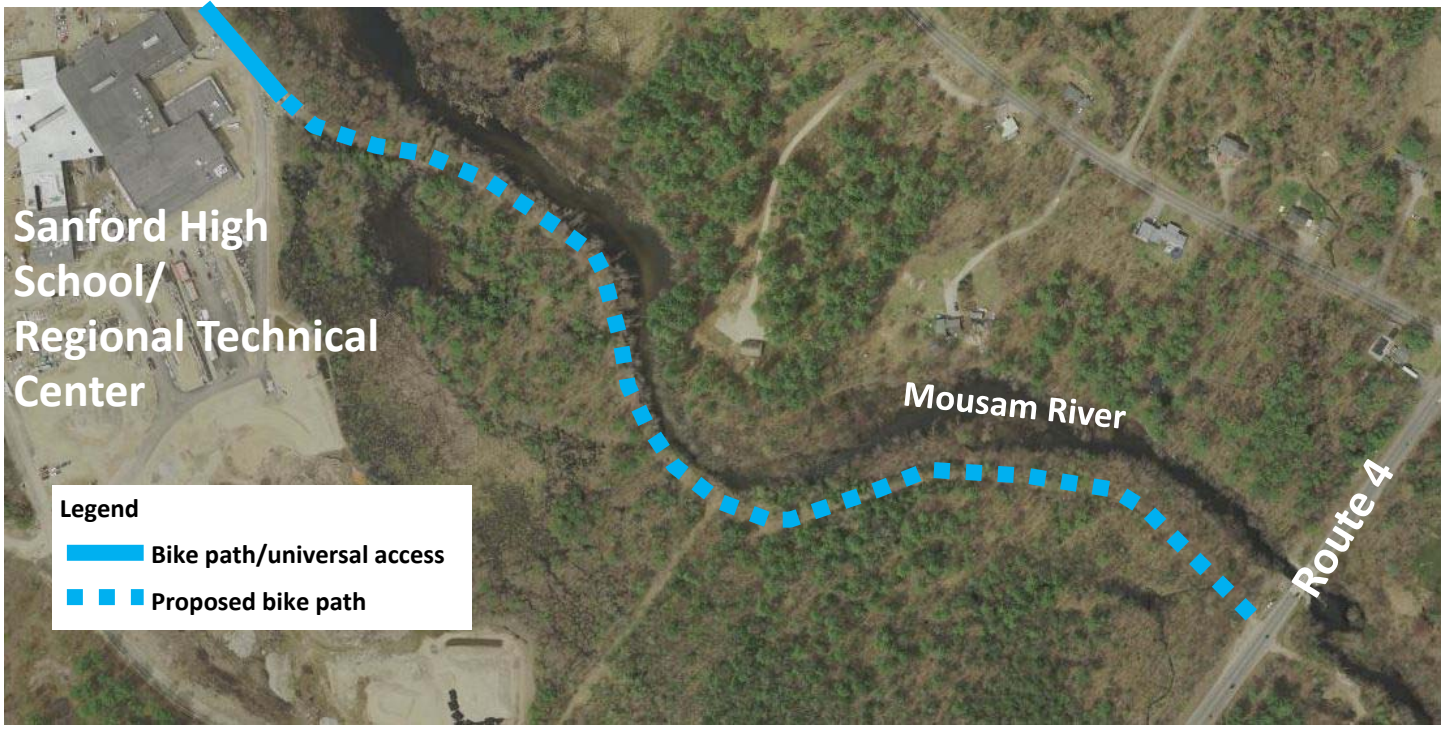 Sanford High
School/
Regional Technical
Center
Mousam River
Route 4
Legend
Bike path/universal access
Proposed bike path